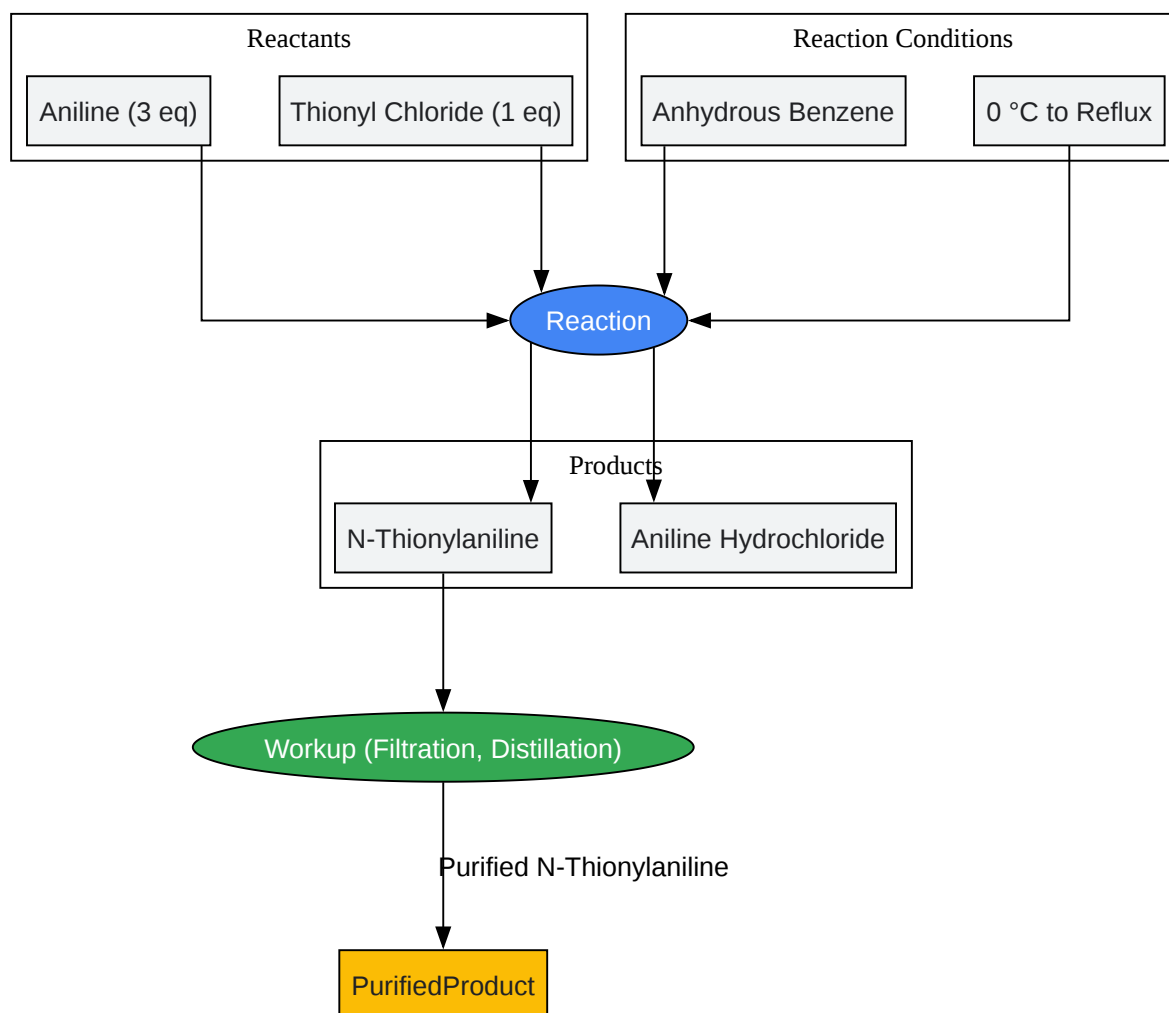 Reactants
Reaction Conditions
Aniline (3 eq)
Thionyl Chloride (1 eq)
Anhydrous Benzene
0 °C to Reflux
Reaction
Products
N-Thionylaniline
Aniline Hydrochloride
Workup (Filtration, Distillation)
Purified N-Thionylaniline
PurifiedProduct